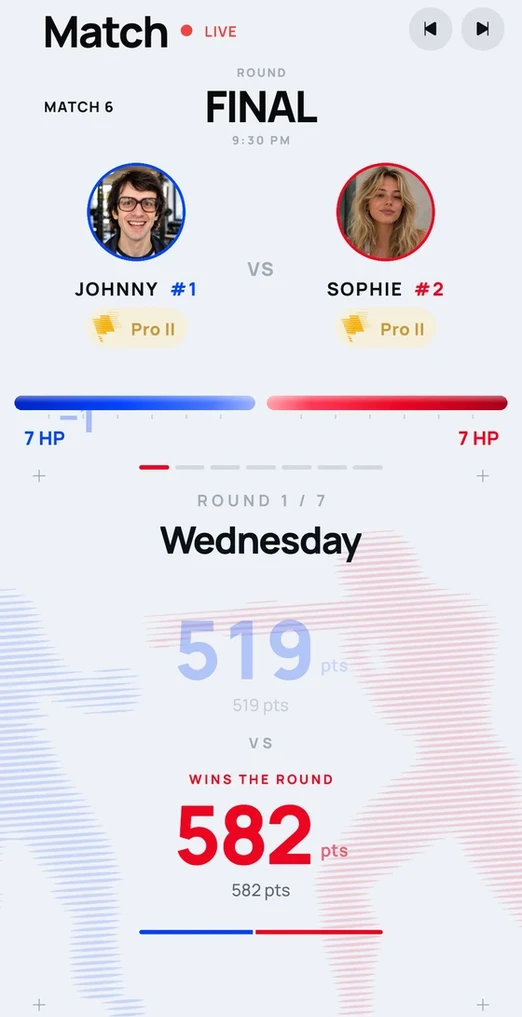 Match LIVE
ROUND
MATCH 6
FINAL
9:30 PM
VS
JOHNNY #1
SOPHIE #2
Pro II
Pro II
-1
7 HP
7 HP
ROUND 1 / 7
Wednesday
519 pts
519 pts
VS
WINS THE ROUND
582 pts
582 pts